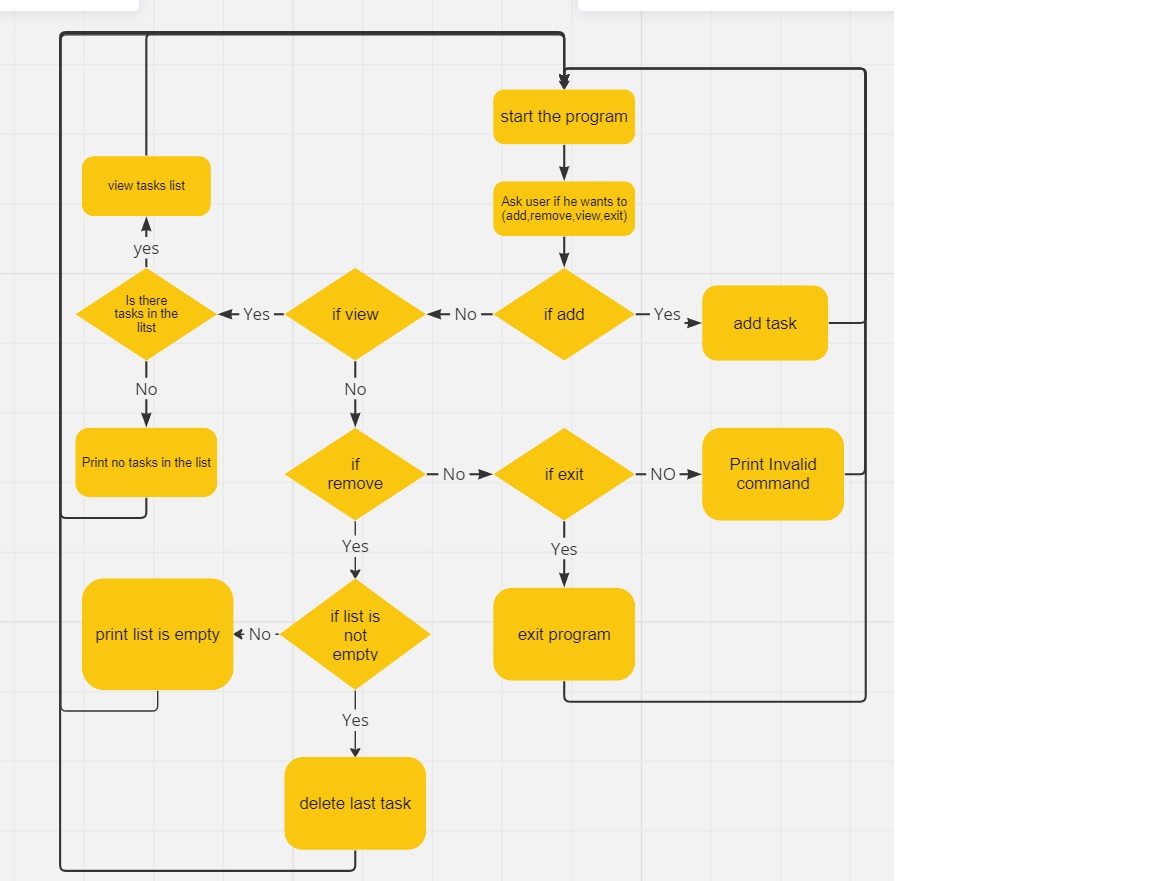 start the program
Ask user if he wants to
(add,remove,view,exit)
view tasks list
yes
Is there
tasks in the
litst
Yes
if view
No
if add
Yes
add task
No
No
Print no tasks in the list
if
remove
No
if exit
NO
Print Invalid
command
Yes
Yes
print list is empty
No
if list is
not
empty
exit program
Yes
delete last task